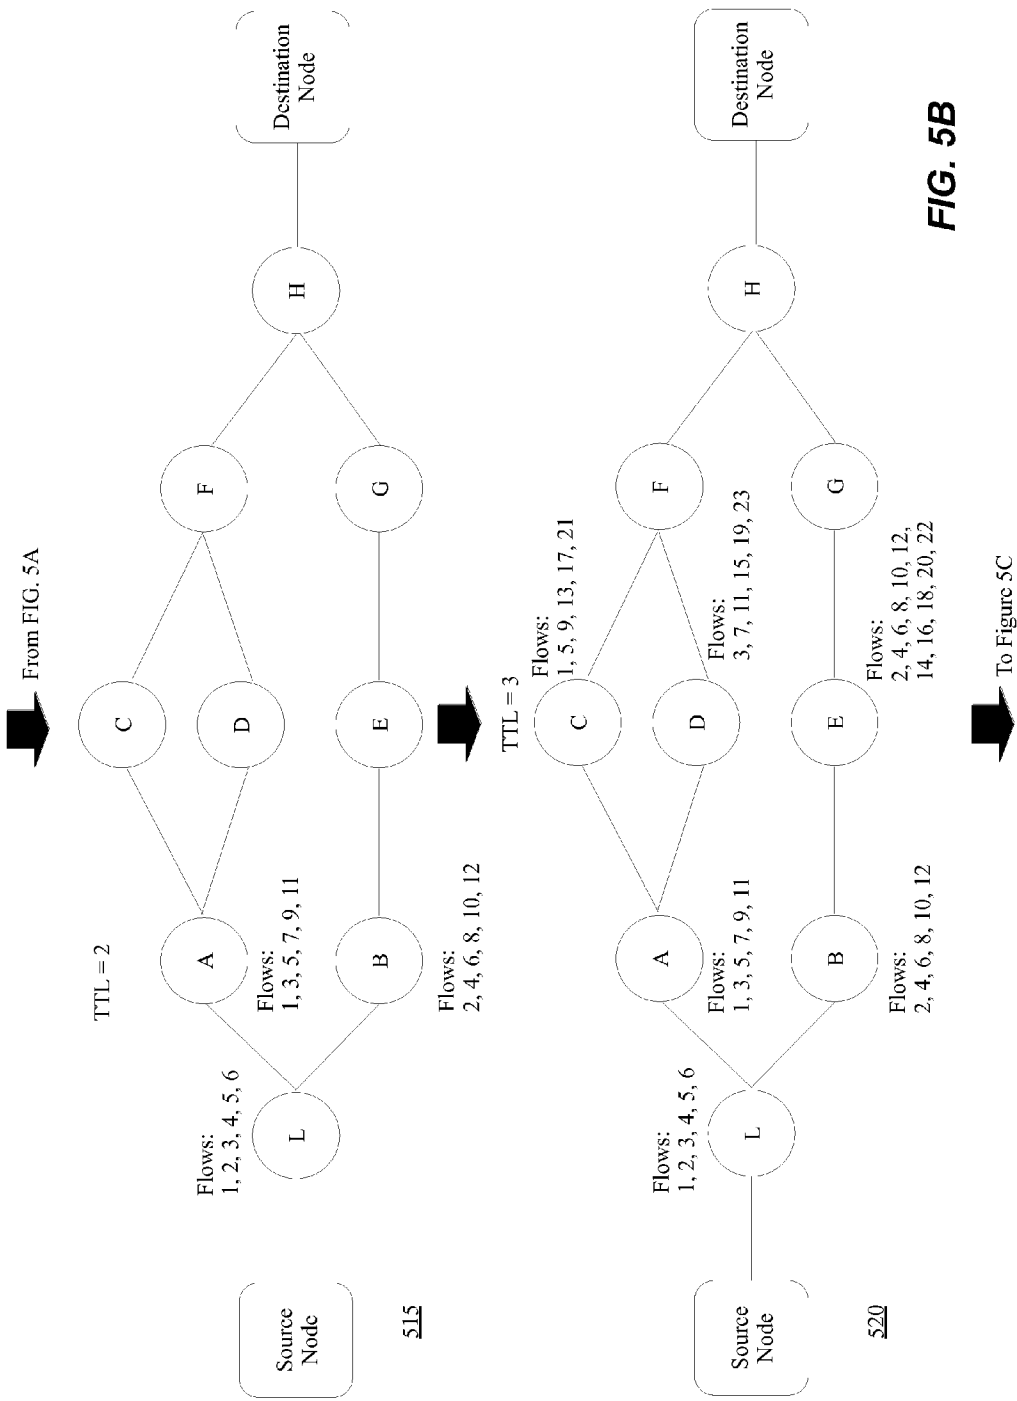 From FIG. 5A
TTL = 2
Source
Node
Flows:
1, 2, 3, 4, 5, 6
L
A
Flows:
1, 3, 5, 7, 9, 11
B
Flows:
2, 4, 6, 8, 10, 12
C
D
E
F
G
H
Destination
Node
515
TTL = 3
Source
Node
Flows:
1, 2, 3, 4, 5, 6
L
A
Flows:
1, 3, 5, 7, 9, 11
B
Flows:
2, 4, 6, 8, 10, 12
C
Flows:
1, 5, 9, 13, 17, 21
D
Flows:
3, 7, 11, 15, 19, 23
E
Flows:
2, 4, 6, 8, 10, 12,
14, 16, 18, 20, 22
F
G
H
Destination
Node
520
To Figure 5C
FIG. 5B